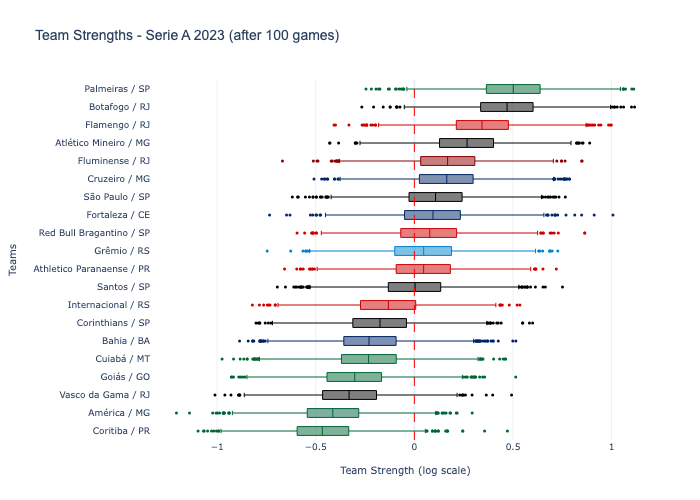 Team Strengths - Serie A 2023 (after 100 games)
Palmeiras / SP
Botafogo / RJ
Flamengo / RJ
Atlético Mineiro / MG
Fluminense / RJ
Cruzeiro / MG
São Paulo / SP
Fortaleza / CE
Red Bull Bragantino / SP
Grêmio / RS
Athletico Paranaense / PR
Santos / SP
Internacional / RS
Corinthians / SP
Bahia / BA
Cuiabá / MT
Goiás / GO
Vasco da Gama / RJ
América / MG
Coritiba / PR
Teams
−1 −0.5 0 0.5 1
Team Strength (log scale)